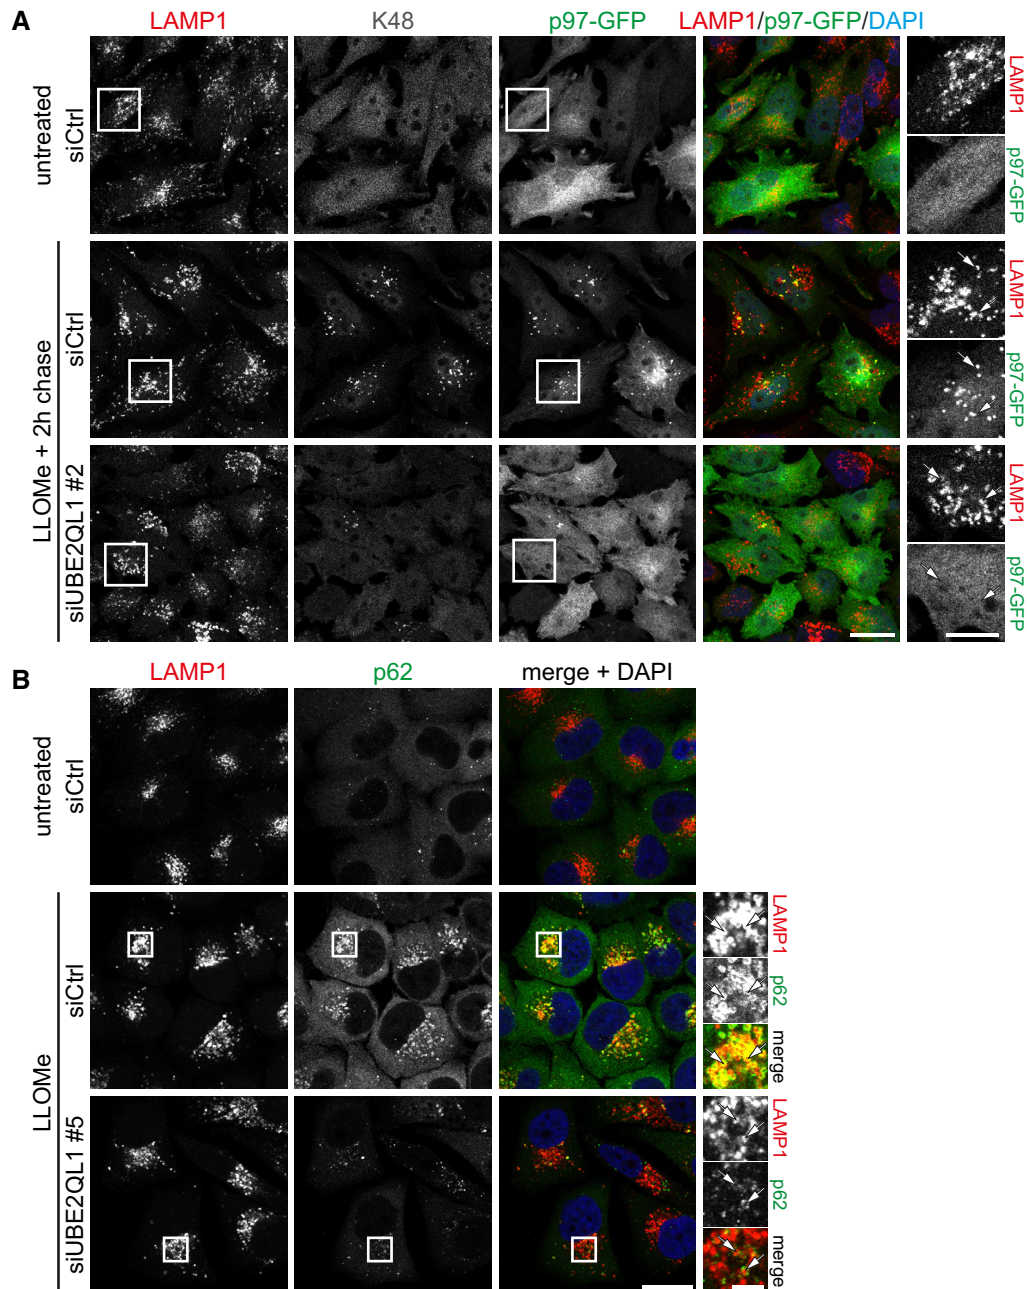 A
LAMP1 K48 p97-GFP LAMP1/p97-GFP/DAPI
untreated
siCtrl
LAMP1
p97-GFP
LLOMe + 2h chase
siCtrl
LAMP1
p97-GFP
siUBE2QL1 #2
LAMP1
p97-GFP
B
LAMP1 p62 merge + DAPI
untreated
siCtrl
LLOMe
siCtrl
LAMP1
p62
merge
siUBE2QL1 #5
LAMP1
p62
merge